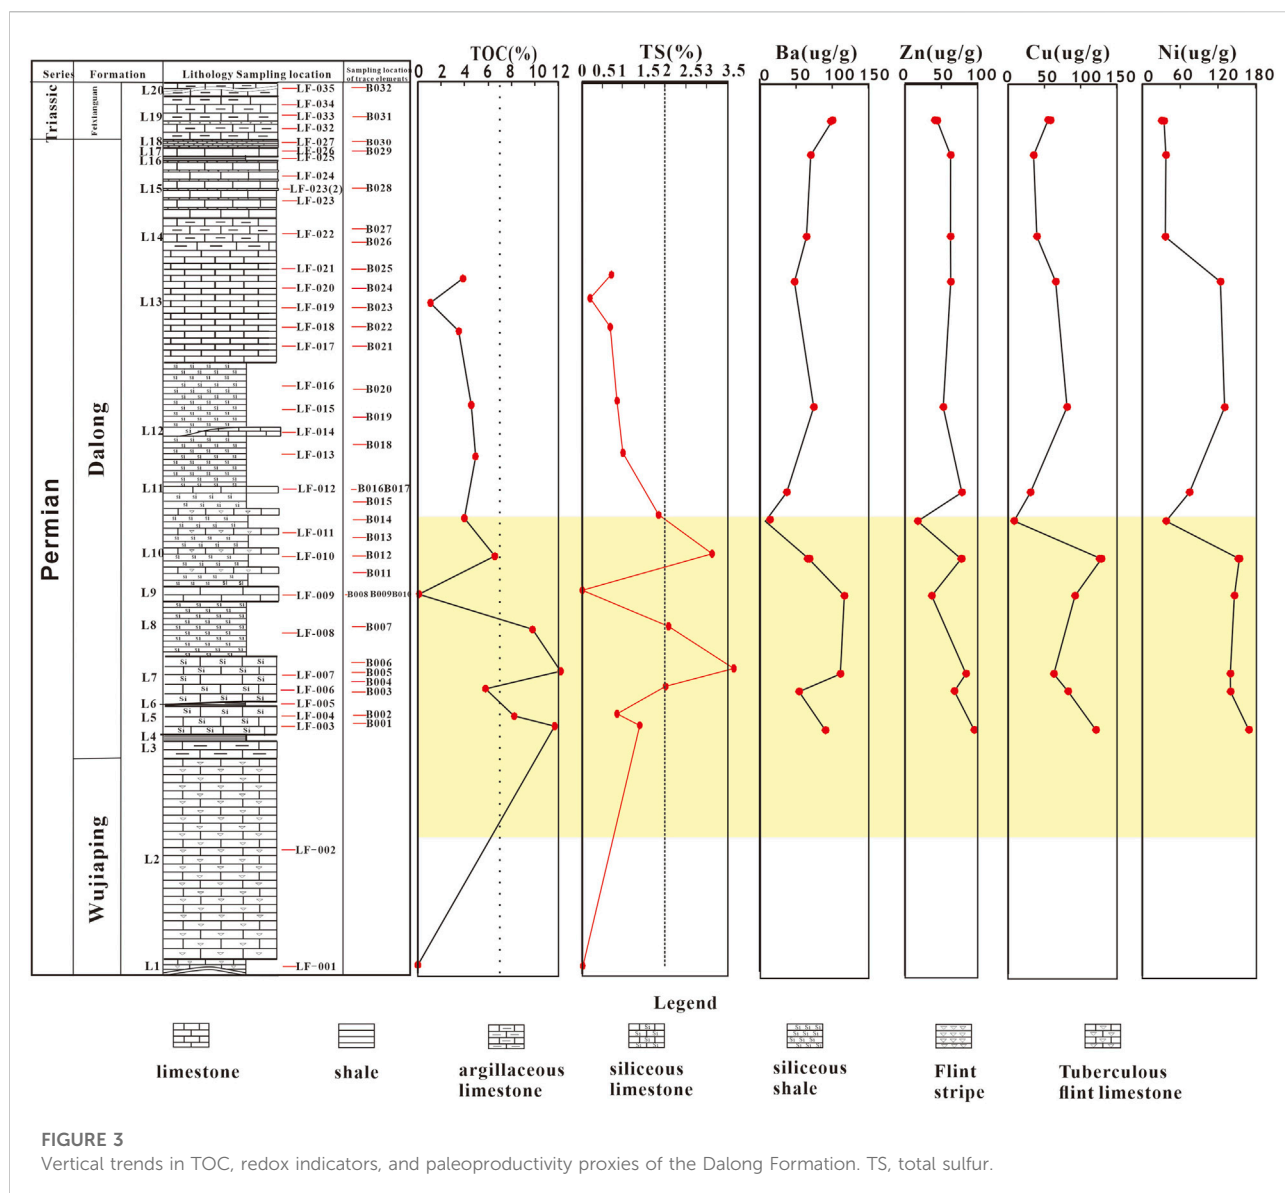 TOC(%) TS(%) Ba(ug/g) Zn(ug/g) Cu(ug/g) Ni(ug/g)
Series Formation Lithology Sampling location Sampling location of trace elements
0 2 4 6 8 10 12
0 0.5 1 1.5 2 2.5 3 3.5
0 50 100 150
0 50 100
0 50 100 150
0 60 120 180
Triassic
Feixianguan
Permian
Dalong
Wujiaping
L20
L19
L18
L17
L16
L15
L14
L13
L12
L11
L10
L9
L8
L7
L6
L5
L4
L3
L2
L1
LF-035
LF-034
LF-033
LF-032
LF-027
LF-026
LF-025
LF-024
LF-023(2)
LF-023
LF-022
LF-021
LF-020
LF-019
LF-018
LF-017
LF-016
LF-015
LF-014
LF-013
LF-012
LF-011
LF-010
LF-009
LF-008
LF-007
LF-006
LF-005
LF-004
LF-003
LF-002
LF-001
B032
B031
B030
B029
B028
B027
B026
B025
B024
B023
B022
B021
B020
B019
B018
B016B017
B015
B014
B013
B012
B011
B008 B009B010
B007
B006
B005
B004
B003
B002
B001
Legend
limestone
shale
argillaceous
limestone
siliceous
limestone
siliceous
shale
Flint
stripe
Tuberculous
flint limestone
FIGURE 3
Vertical trends in TOC, redox indicators, and paleoproductivity proxies of the Dalong Formation. TS, total sulfur.